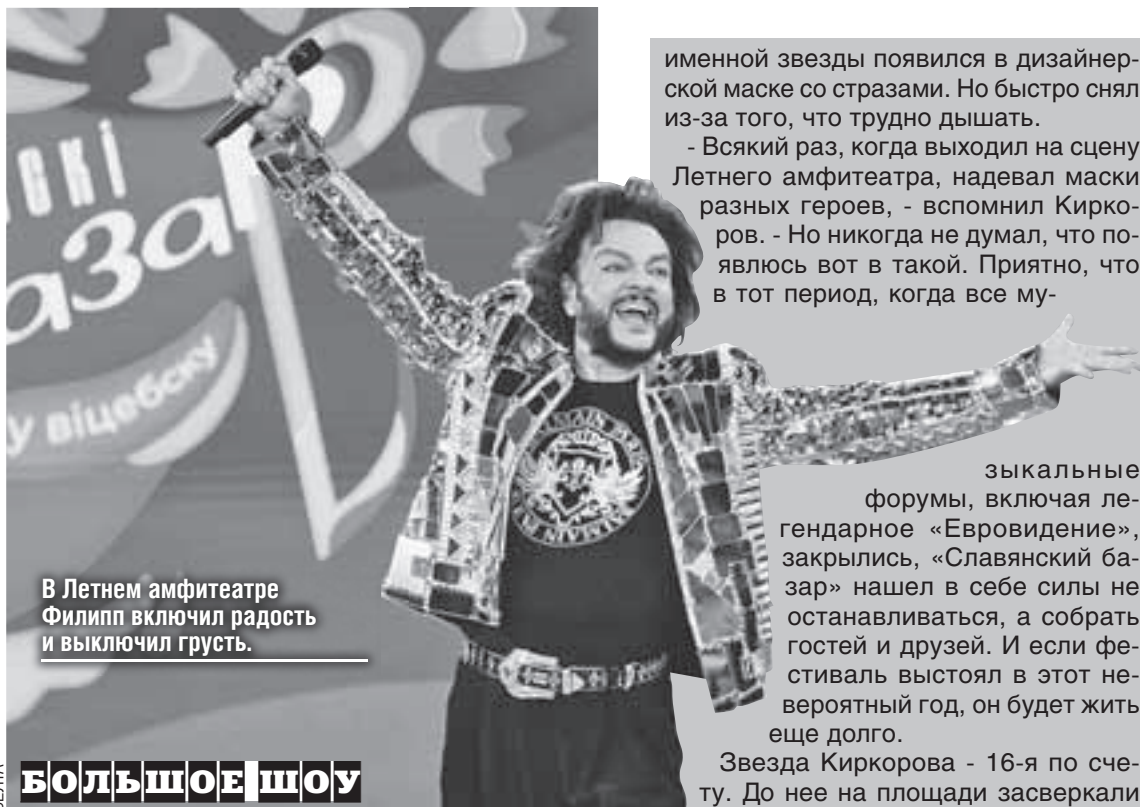 скі
база
у віцебску
В Летнем амфитеатре
Филипп включил радость
и выключил грусть.
БЕЛТА
БОЛЬШОЕ ШОУ
именной звезды появился в дизайнер-
ской маске со стразами. Но быстро снял
из-за того, что трудно дышать.
- Всякий раз, когда выходил на сцену
Летнего амфитеатра, надевал маски
разных героев, - вспомнил Кирко-
ров. - Но никогда не думал, что по-
явлюсь вот в такой. Приятно, что
в тот период, когда все му-
зыкальные
форумы, включая ле-
гендарное «Евровидение»,
закрылись, «Славянский ба-
зар» нашел в себе силы не
останавливаться, а собрать
гостей и друзей. И если фе-
стиваль выстоял в этот не-
вероятный год, он будет жить
еще долго.
Звезда Киркорова - 16-я по сче-
ту. До нее на площади засверкали